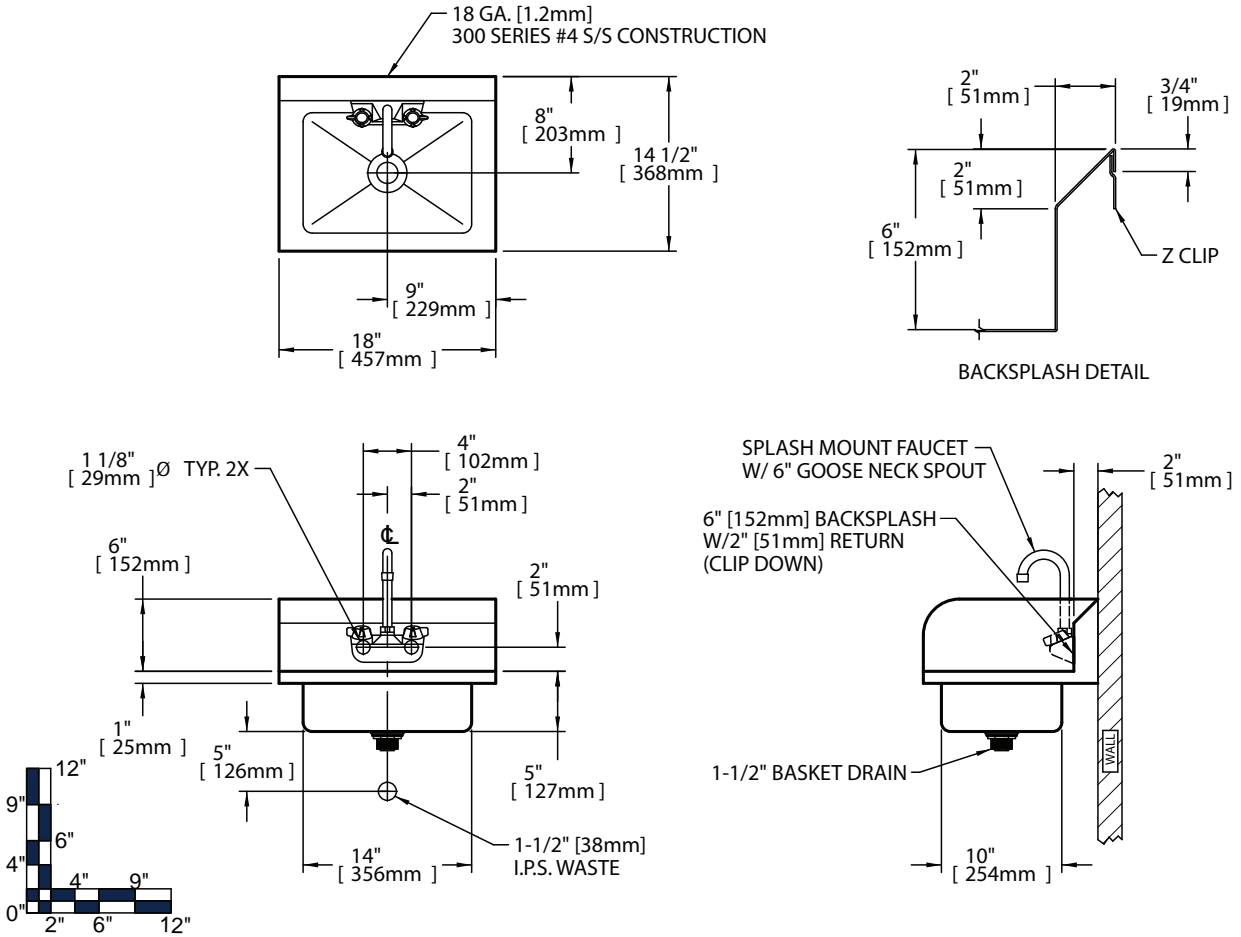 18 GA. [1.2mm]
300 SERIES #4 S/S CONSTRUCTION
8"
[ 203mm ]
14 1/2"
[ 368mm ]
9"
[ 229mm ]
18"
[ 457mm ]
2"
[ 51mm ]
3/4"
[ 19mm ]
2"
[ 51mm ]
6"
[ 152mm ]
Z CLIP
BACKSPLASH DETAIL
1 1/8"
[ 29mm ] Ø TYP. 2X
4"
[ 102mm ]
2"
[ 51mm ]
℄
6"
[ 152mm ]
2"
[ 51mm ]
1"
[ 25mm ]
5"
[ 126mm ]
5"
[ 127mm ]
1-1/2" [38mm]
I.P.S. WASTE
14"
[ 356mm ]
SPLASH MOUNT FAUCET
W/ 6" GOOSE NECK SPOUT
2"
[ 51mm ]
6" [152mm] BACKSPLASH
W/2" [51mm] RETURN
(CLIP DOWN)
WALL
1-1/2" BASKET DRAIN
10"
[ 254mm ]
12"
9"
6"
4"
4" 9"
0"
2" 6" 12"